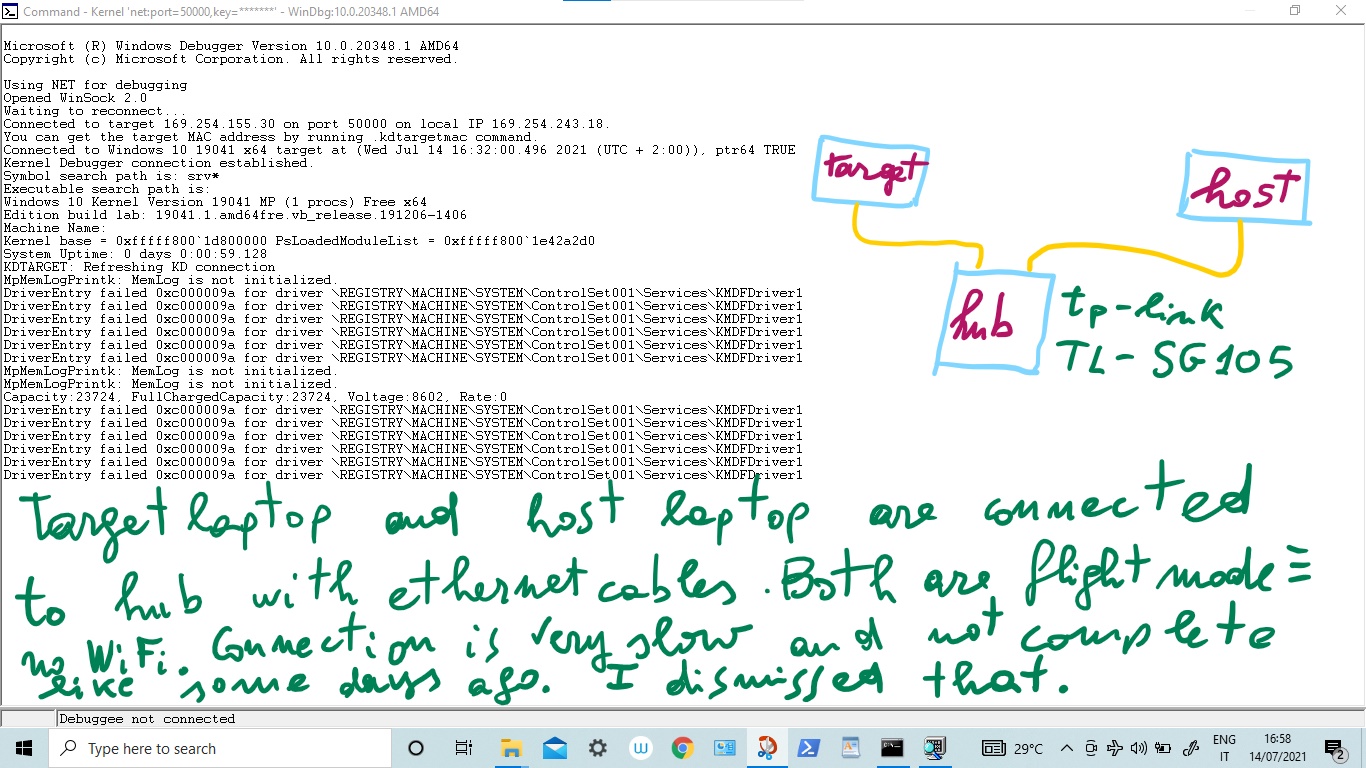 Command - Kernel 'net:port=50000,key=*******' - WinDbg:10.0.20348.1 AMD64
Microsoft (R) Windows Debugger Version 10.0.20348.1 AMD64
Copyright (c) Microsoft Corporation. All rights reserved.
Using NET for debugging
Opened WinSock 2.0
Waiting to reconnect...
Connected to target 169.254.155.30 on port 50000 on local IP 169.254.243.18.
You can get the target MAC address by running .kdtargetmac command.
Connected to Windows 10 19041 x64 target at (Wed Jul 14 16:32:00.496 2021 (UTC + 2:00)), ptr64 TRUE
Kernel Debugger connection established.
Symbol search path is: srv*
Executable search path is:
Windows 10 Kernel Version 19041 MP (1 procs) Free x64
Edition build lab: 19041.1.amd64fre.vb_release.191206-1406
Machine Name:
Kernel base = 0xfffff800`1d800000 PsLoadedModuleList = 0xfffff800`1e42a2d0
System Uptime: 0 days 0:00:59.128
KDTARGET: Refreshing KD connection
MpMemLogPrintk: MemLog is not initialized.
DriverEntry failed 0xc000009a for driver \REGISTRY\MACHINE\SYSTEM\ControlSet001\Services\KMDFDriver1
DriverEntry failed 0xc000009a for driver \REGISTRY\MACHINE\SYSTEM\ControlSet001\Services\KMDFDriver1
DriverEntry failed 0xc000009a for driver \REGISTRY\MACHINE\SYSTEM\ControlSet001\Services\KMDFDriver1
DriverEntry failed 0xc000009a for driver \REGISTRY\MACHINE\SYSTEM\ControlSet001\Services\KMDFDriver1
DriverEntry failed 0xc000009a for driver \REGISTRY\MACHINE\SYSTEM\ControlSet001\Services\KMDFDriver1
DriverEntry failed 0xc000009a for driver \REGISTRY\MACHINE\SYSTEM\ControlSet001\Services\KMDFDriver1
MpMemLogPrintk: MemLog is not initialized.
MpMemLogPrintk: MemLog is not initialized.
Capacity:23724, FullChargedCapacity:23724, Voltage:8602, Rate:0
DriverEntry failed 0xc000009a for driver \REGISTRY\MACHINE\SYSTEM\ControlSet001\Services\KMDFDriver1
DriverEntry failed 0xc000009a for driver \REGISTRY\MACHINE\SYSTEM\ControlSet001\Services\KMDFDriver1
DriverEntry failed 0xc000009a for driver \REGISTRY\MACHINE\SYSTEM\ControlSet001\Services\KMDFDriver1
DriverEntry failed 0xc000009a for driver \REGISTRY\MACHINE\SYSTEM\ControlSet001\Services\KMDFDriver1
DriverEntry failed 0xc000009a for driver \REGISTRY\MACHINE\SYSTEM\ControlSet001\Services\KMDFDriver1
DriverEntry failed 0xc000009a for driver \REGISTRY\MACHINE\SYSTEM\ControlSet001\Services\KMDFDriver1
target
host
hub
tp-link
TL-SG105
Target laptop and host laptop are connected
to hub with ethernet cables. Both are flight mode =
no WiFi. Connection is very slow and not complete
like some days ago. I dismissed that.
Debuggee not connected
Type here to search
29°C
ENG
IT
16:58
14/07/2021
2